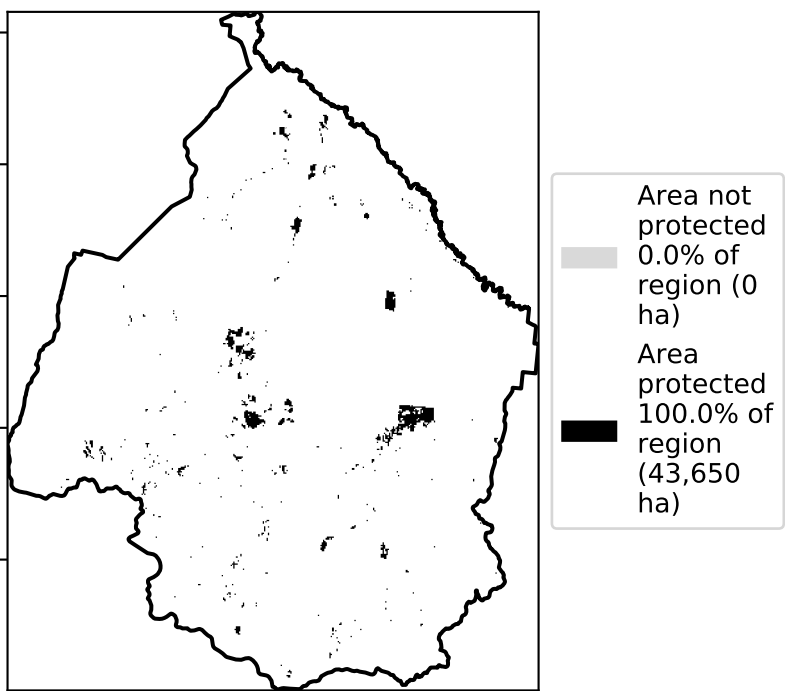 Area not
protected
0.0% of
region (0
ha)
Area
protected
100.0% of
region
(43,650
ha)